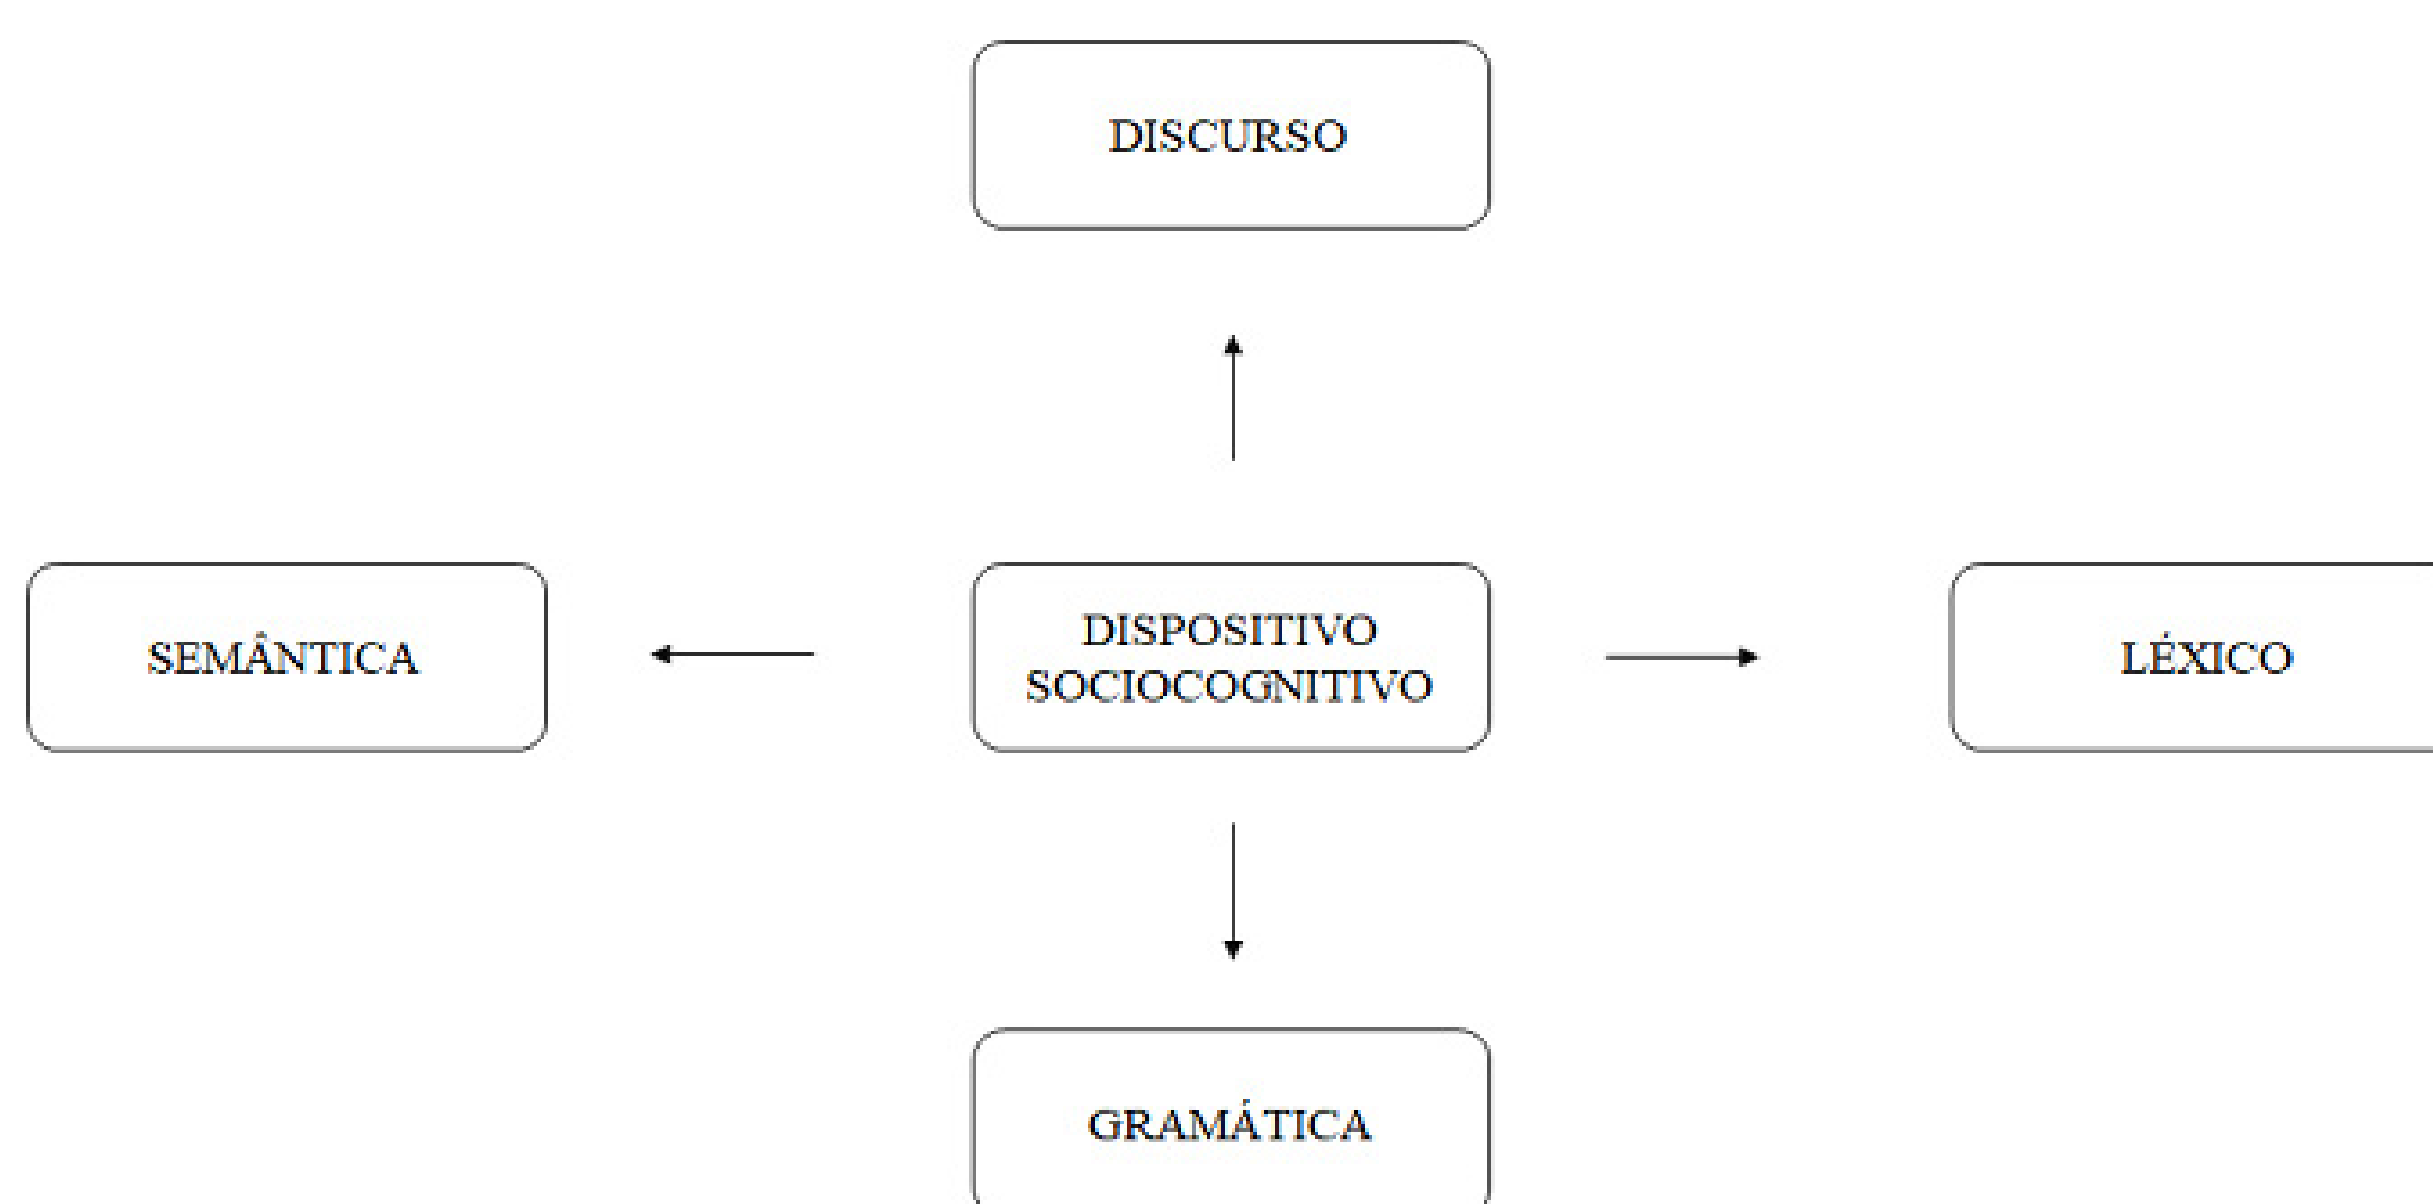 DISCURSO
SEMÂNTICA
DISPOSITIVO
SOCIOCOGNITIVO
LÉXICO
GRAMÁTICA